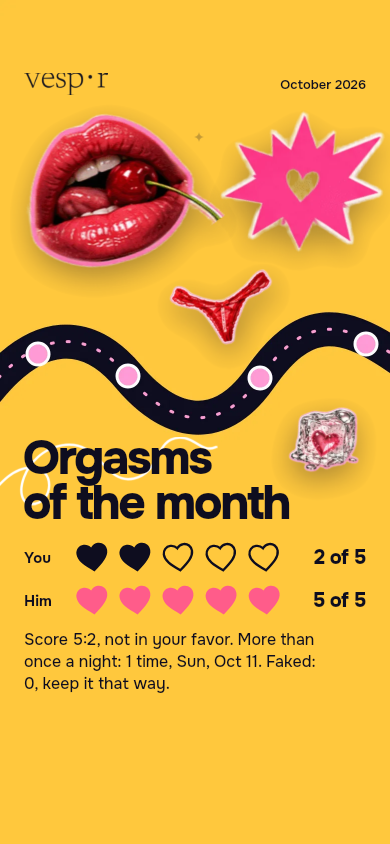 vesp·r
October 2026
Orgasms
of the month
You 2 of 5
Him 5 of 5
Score 5:2, not in your favor. More than
once a night: 1 time, Sun, Oct 11. Faked:
0, keep it that way.